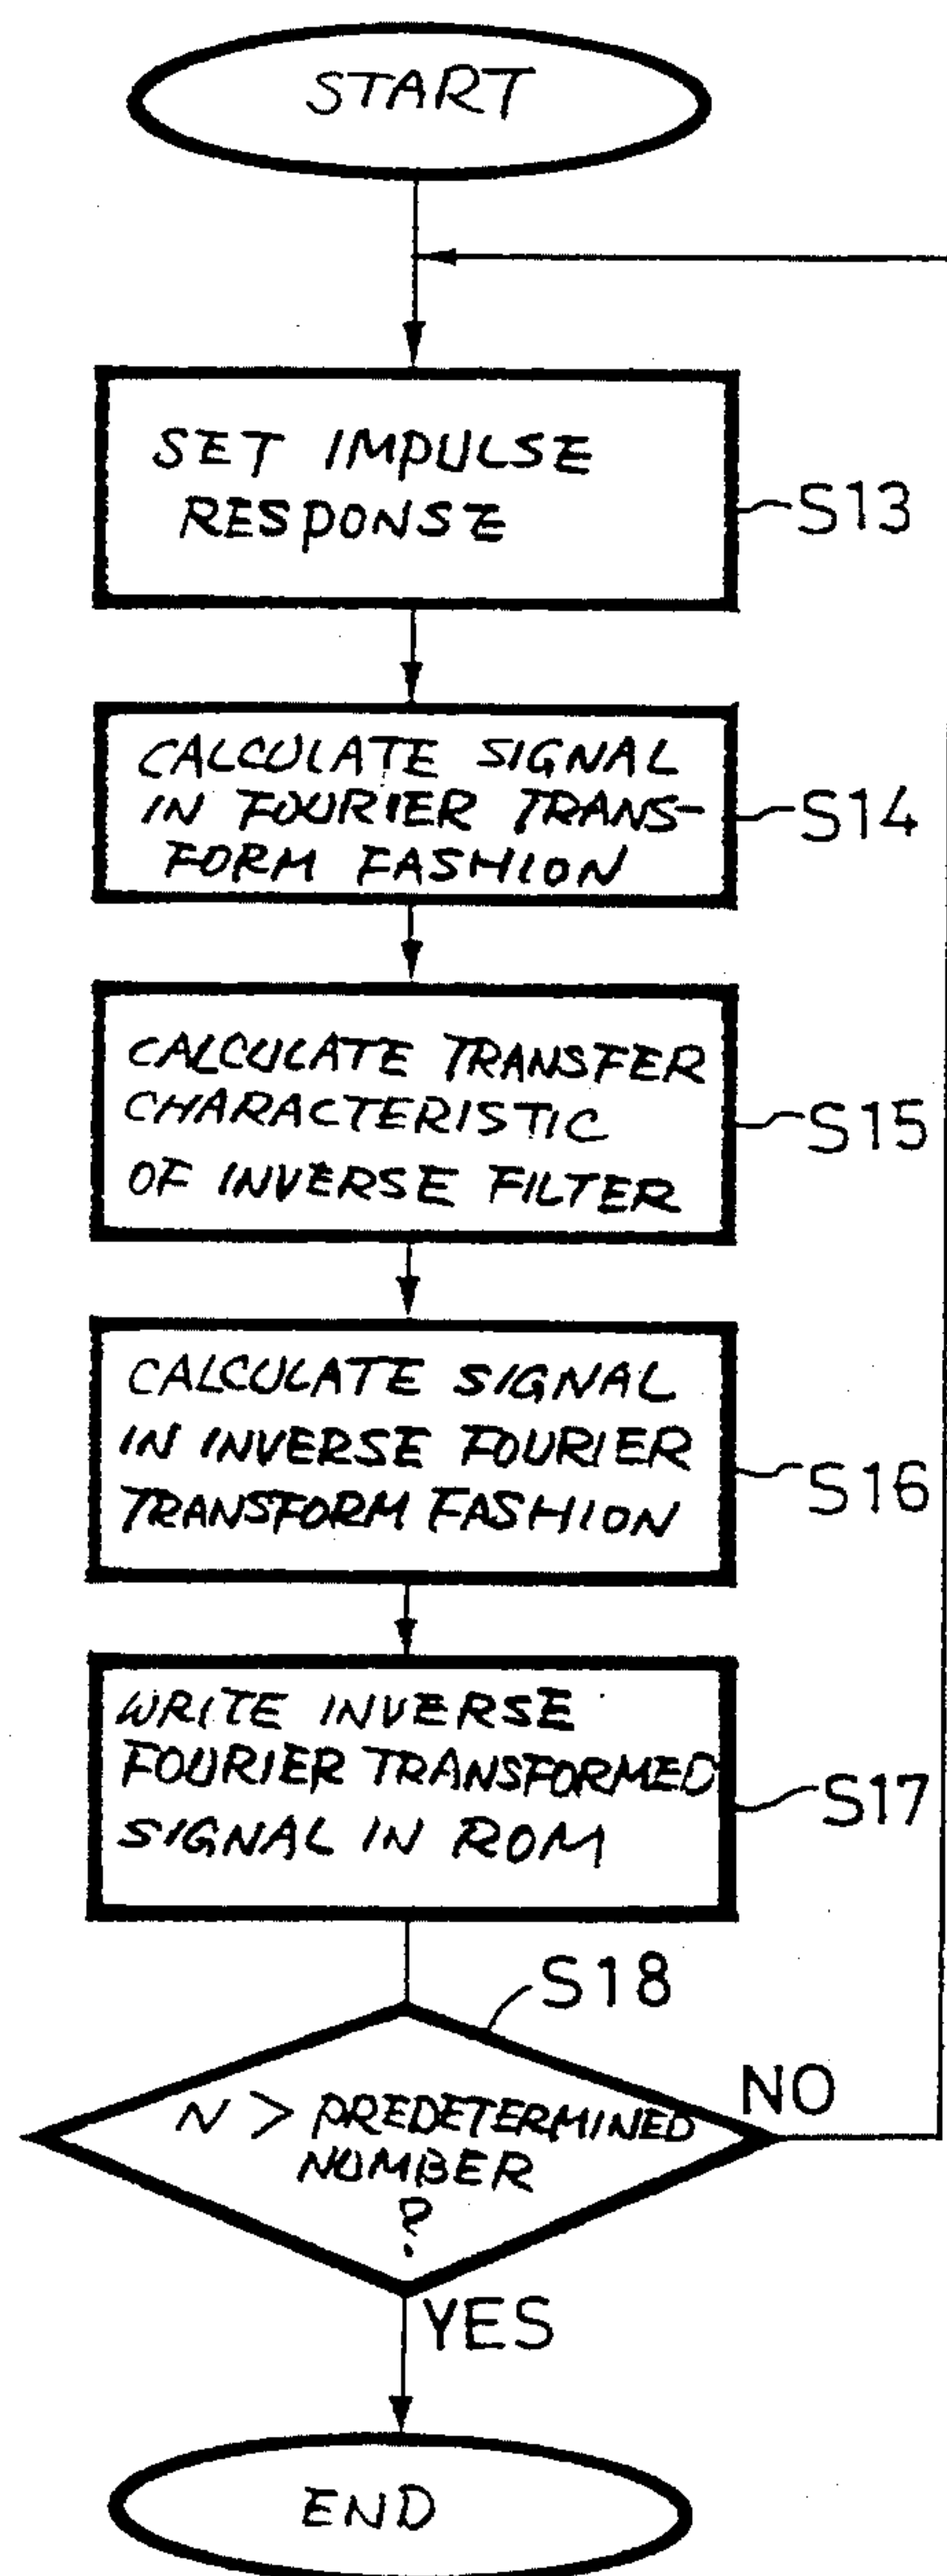 START
SET IMPULSE
RESPONSE
S13
CALCULATE SIGNAL
IN FOURIER TRANS-
FORM FASHION
S14
CALCULATE TRANSFER
CHARACTERISTIC
OF INVERSE FILTER
S15
CALCULATE SIGNAL
IN INVERSE FOURIER
TRANSFORM FASHION
S16
WRITE INVERSE
FOURIER TRANSFORMED
SIGNAL IN ROM
S17
S18
N > PREDETERMINED
NUMBER
?
NO
YES
END